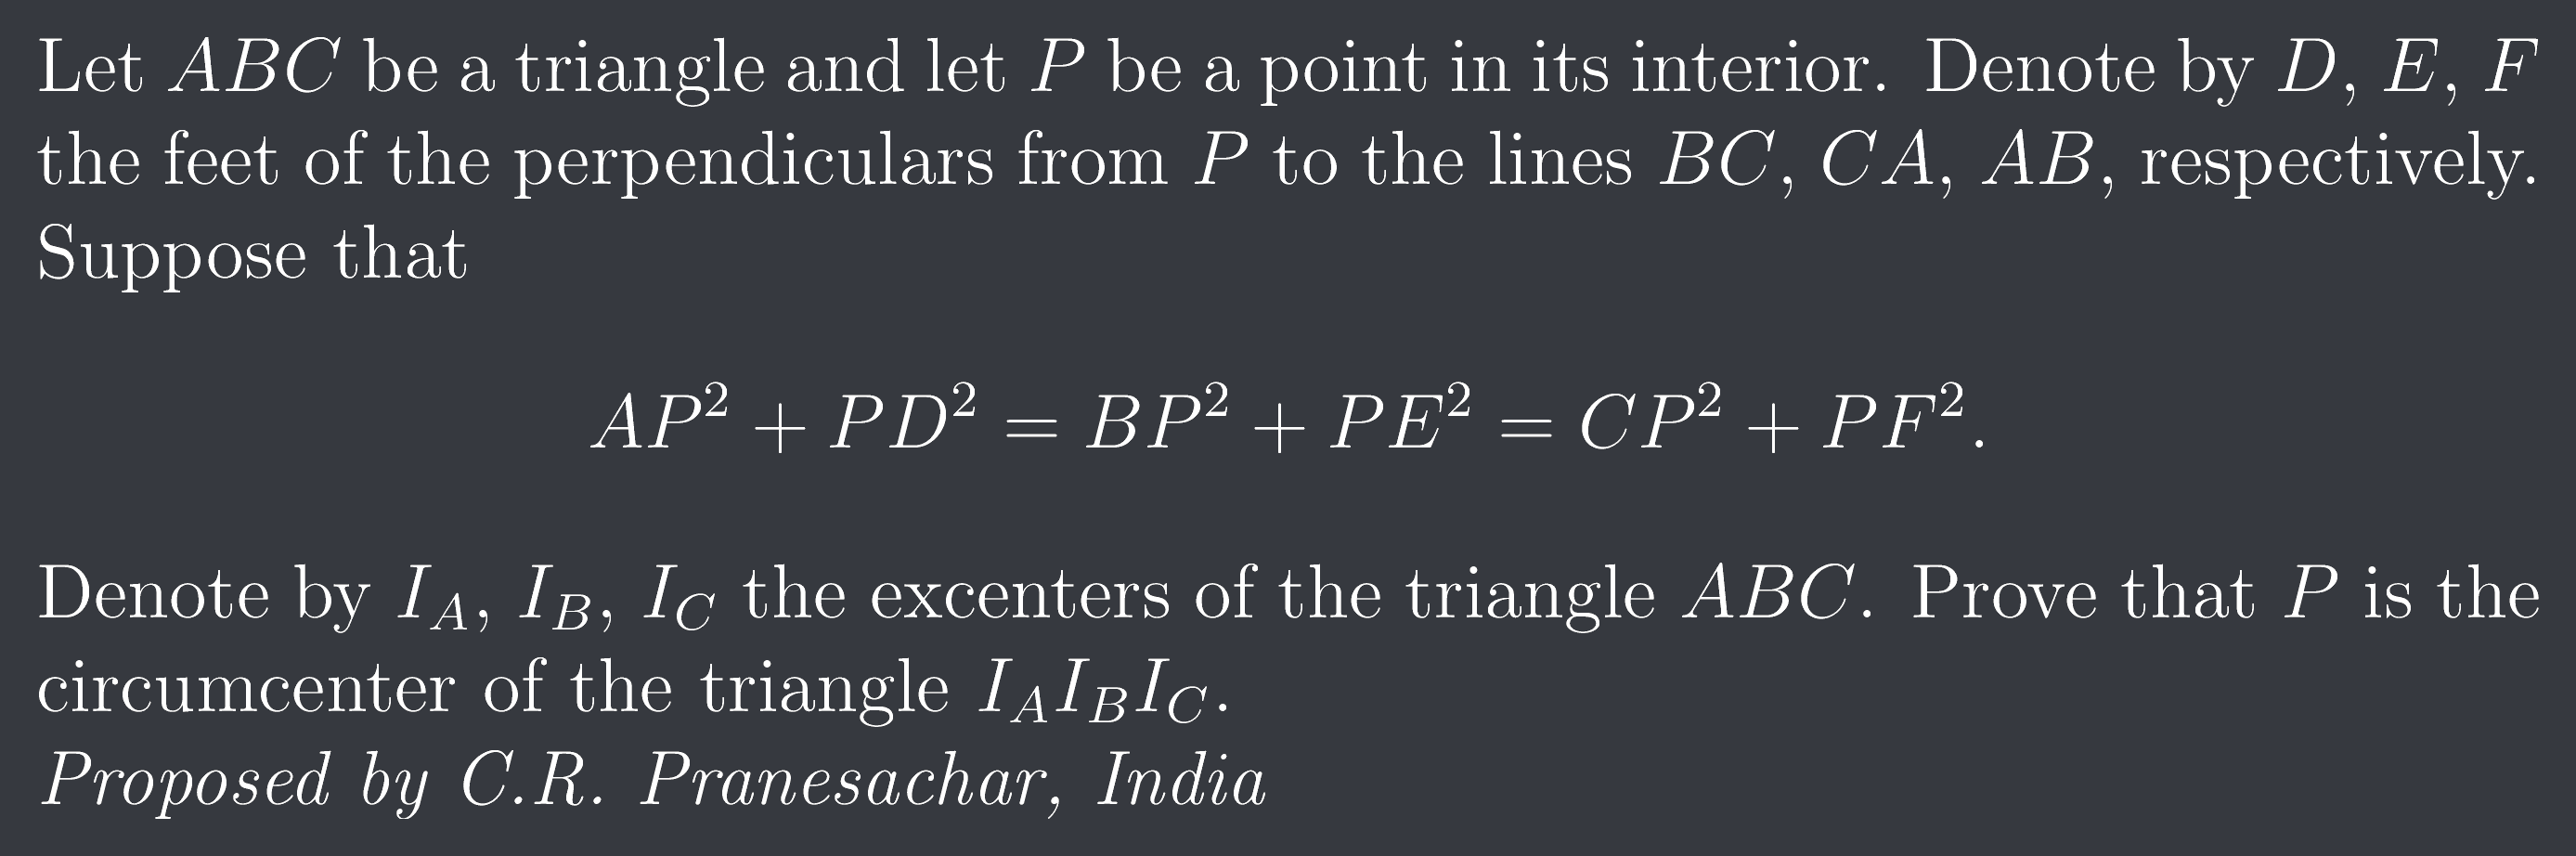 Let ABC be a triangle and let P be a point in its interior. Denote by D, E, F
the feet of the perpendiculars from P to the lines BC, CA, AB, respectively.
Suppose that
AP² + PD² = BP² + PE² = CP² + PF².
Denote by I_A, I_B, I_C the excenters of the triangle ABC. Prove that P is the
circumcenter of the triangle I_AI_BI_C.
Proposed by C.R. Pranesachar, India